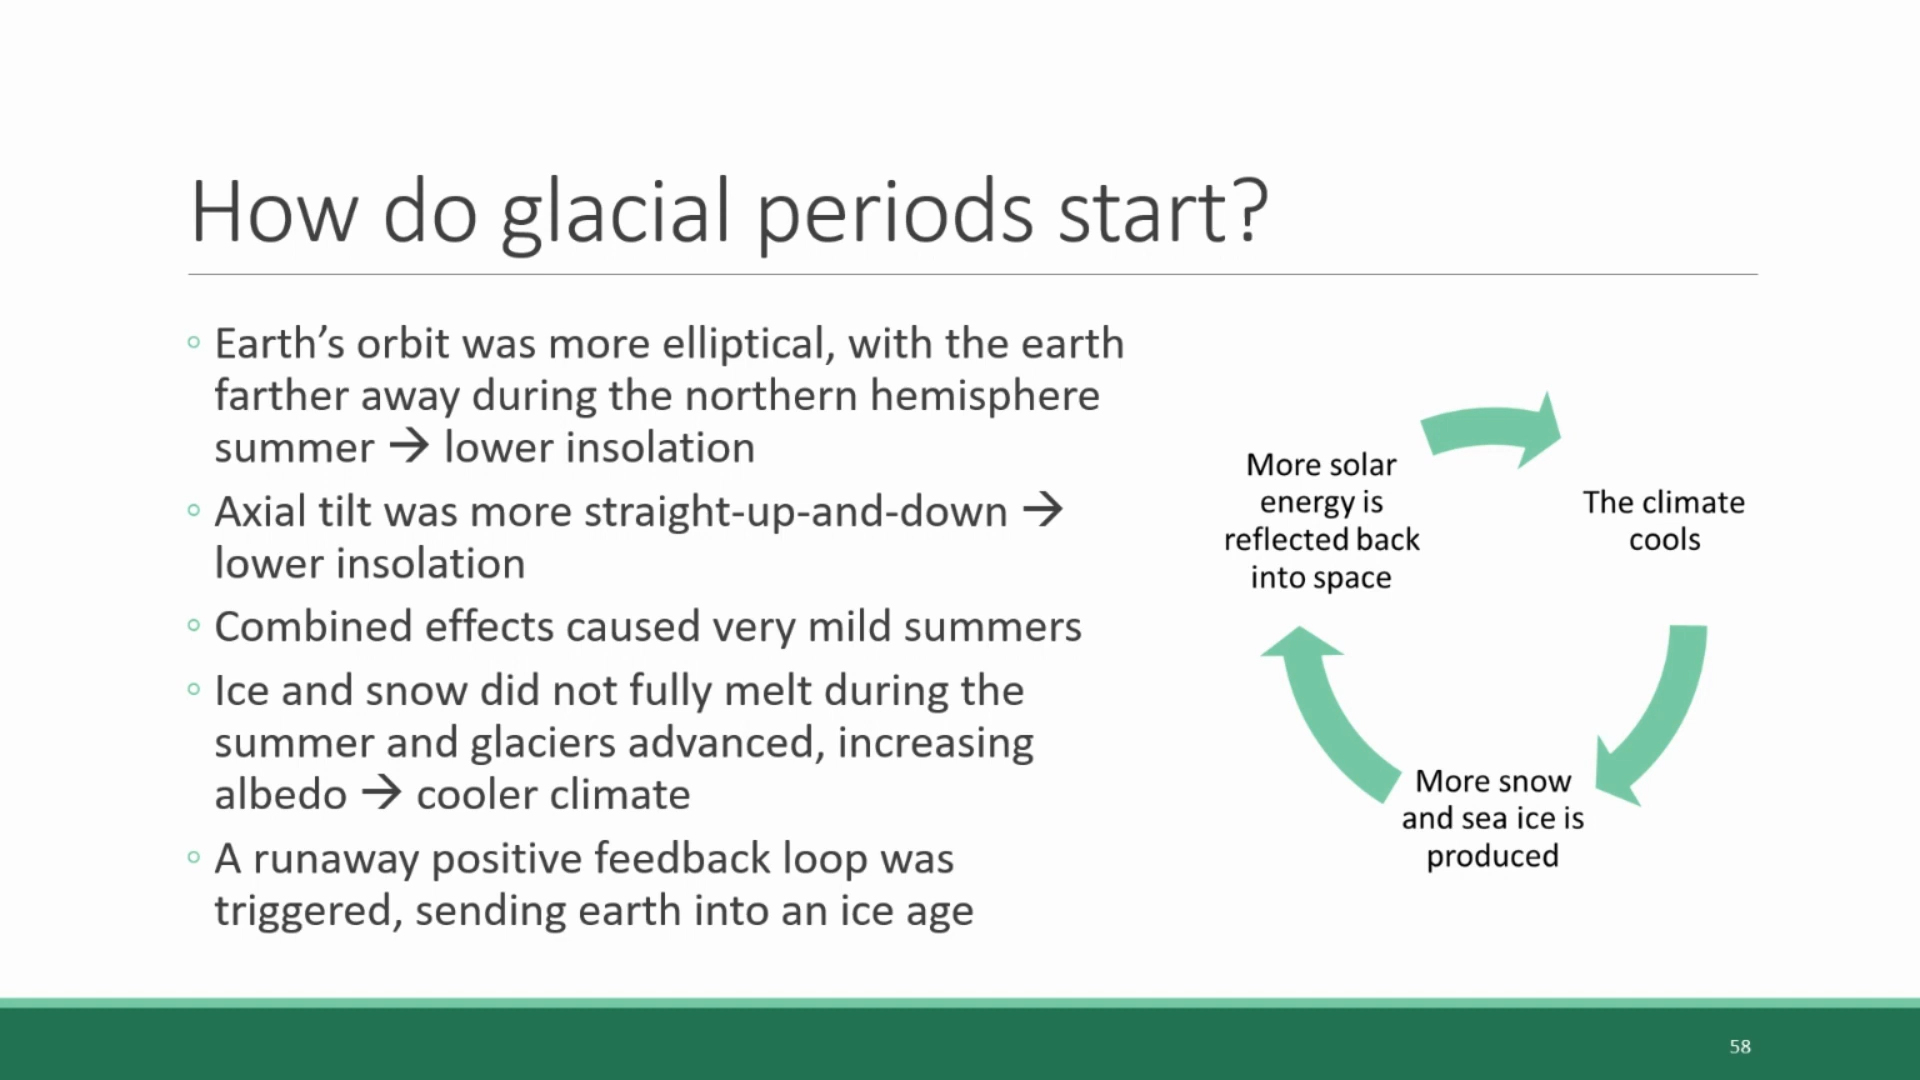 How do glacial periods start?
◦ Earth’s orbit was more elliptical, with the earth
farther away during the northern hemisphere
summer → lower insolation
◦ Axial tilt was more straight-up-and-down →
lower insolation
◦ Combined effects caused very mild summers
◦ Ice and snow did not fully melt during the
summer and glaciers advanced, increasing
albedo → cooler climate
◦ A runaway positive feedback loop was
triggered, sending earth into an ice age
More solar
energy is
reflected back
into space
The climate
cools
More snow
and sea ice is
produced
58